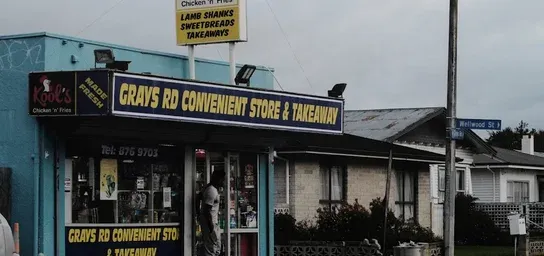 Chicken 'n' Fries
LAMB SHANKS
SWEETBREADS
TAKEAWAYS
Kool's
Chicken 'n' Fries
MADE
FRESH
GRAYS RD CONVENIENT STORE & TAKEAWAY
Wellwood St
Tel: 876 9703
GRAYS RD CONVENIENT STO
& TAKEAWAY